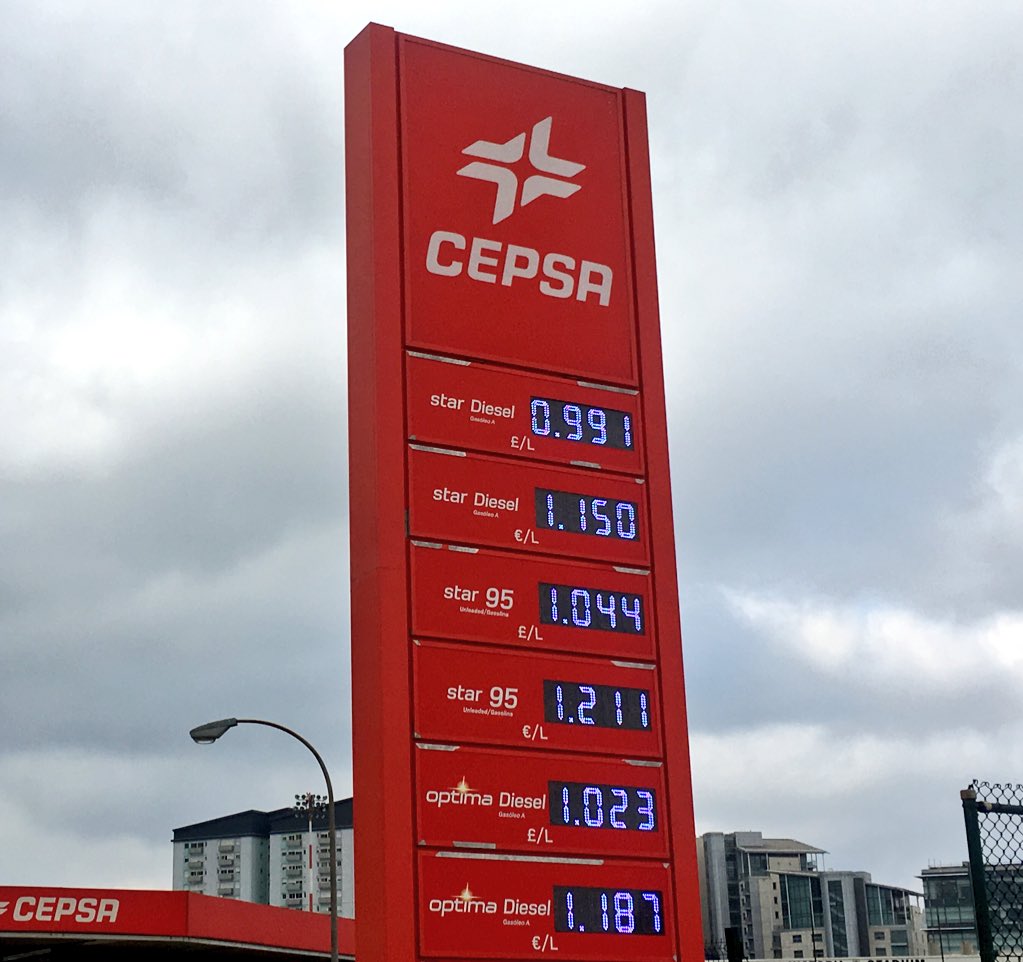 CEPSA
star Diesel
Gasóleo A
0.991
£/L
star Diesel
Gasóleo A
1.150
€/L
star 95
Unleaded/Gasolina
1.044
£/L
star 95
Unleaded/Gasolina
1.211
€/L
optima Diesel
Gasóleo A
1.023
£/L
optima Diesel
Gasóleo A
1.187
€/L
CEPSA